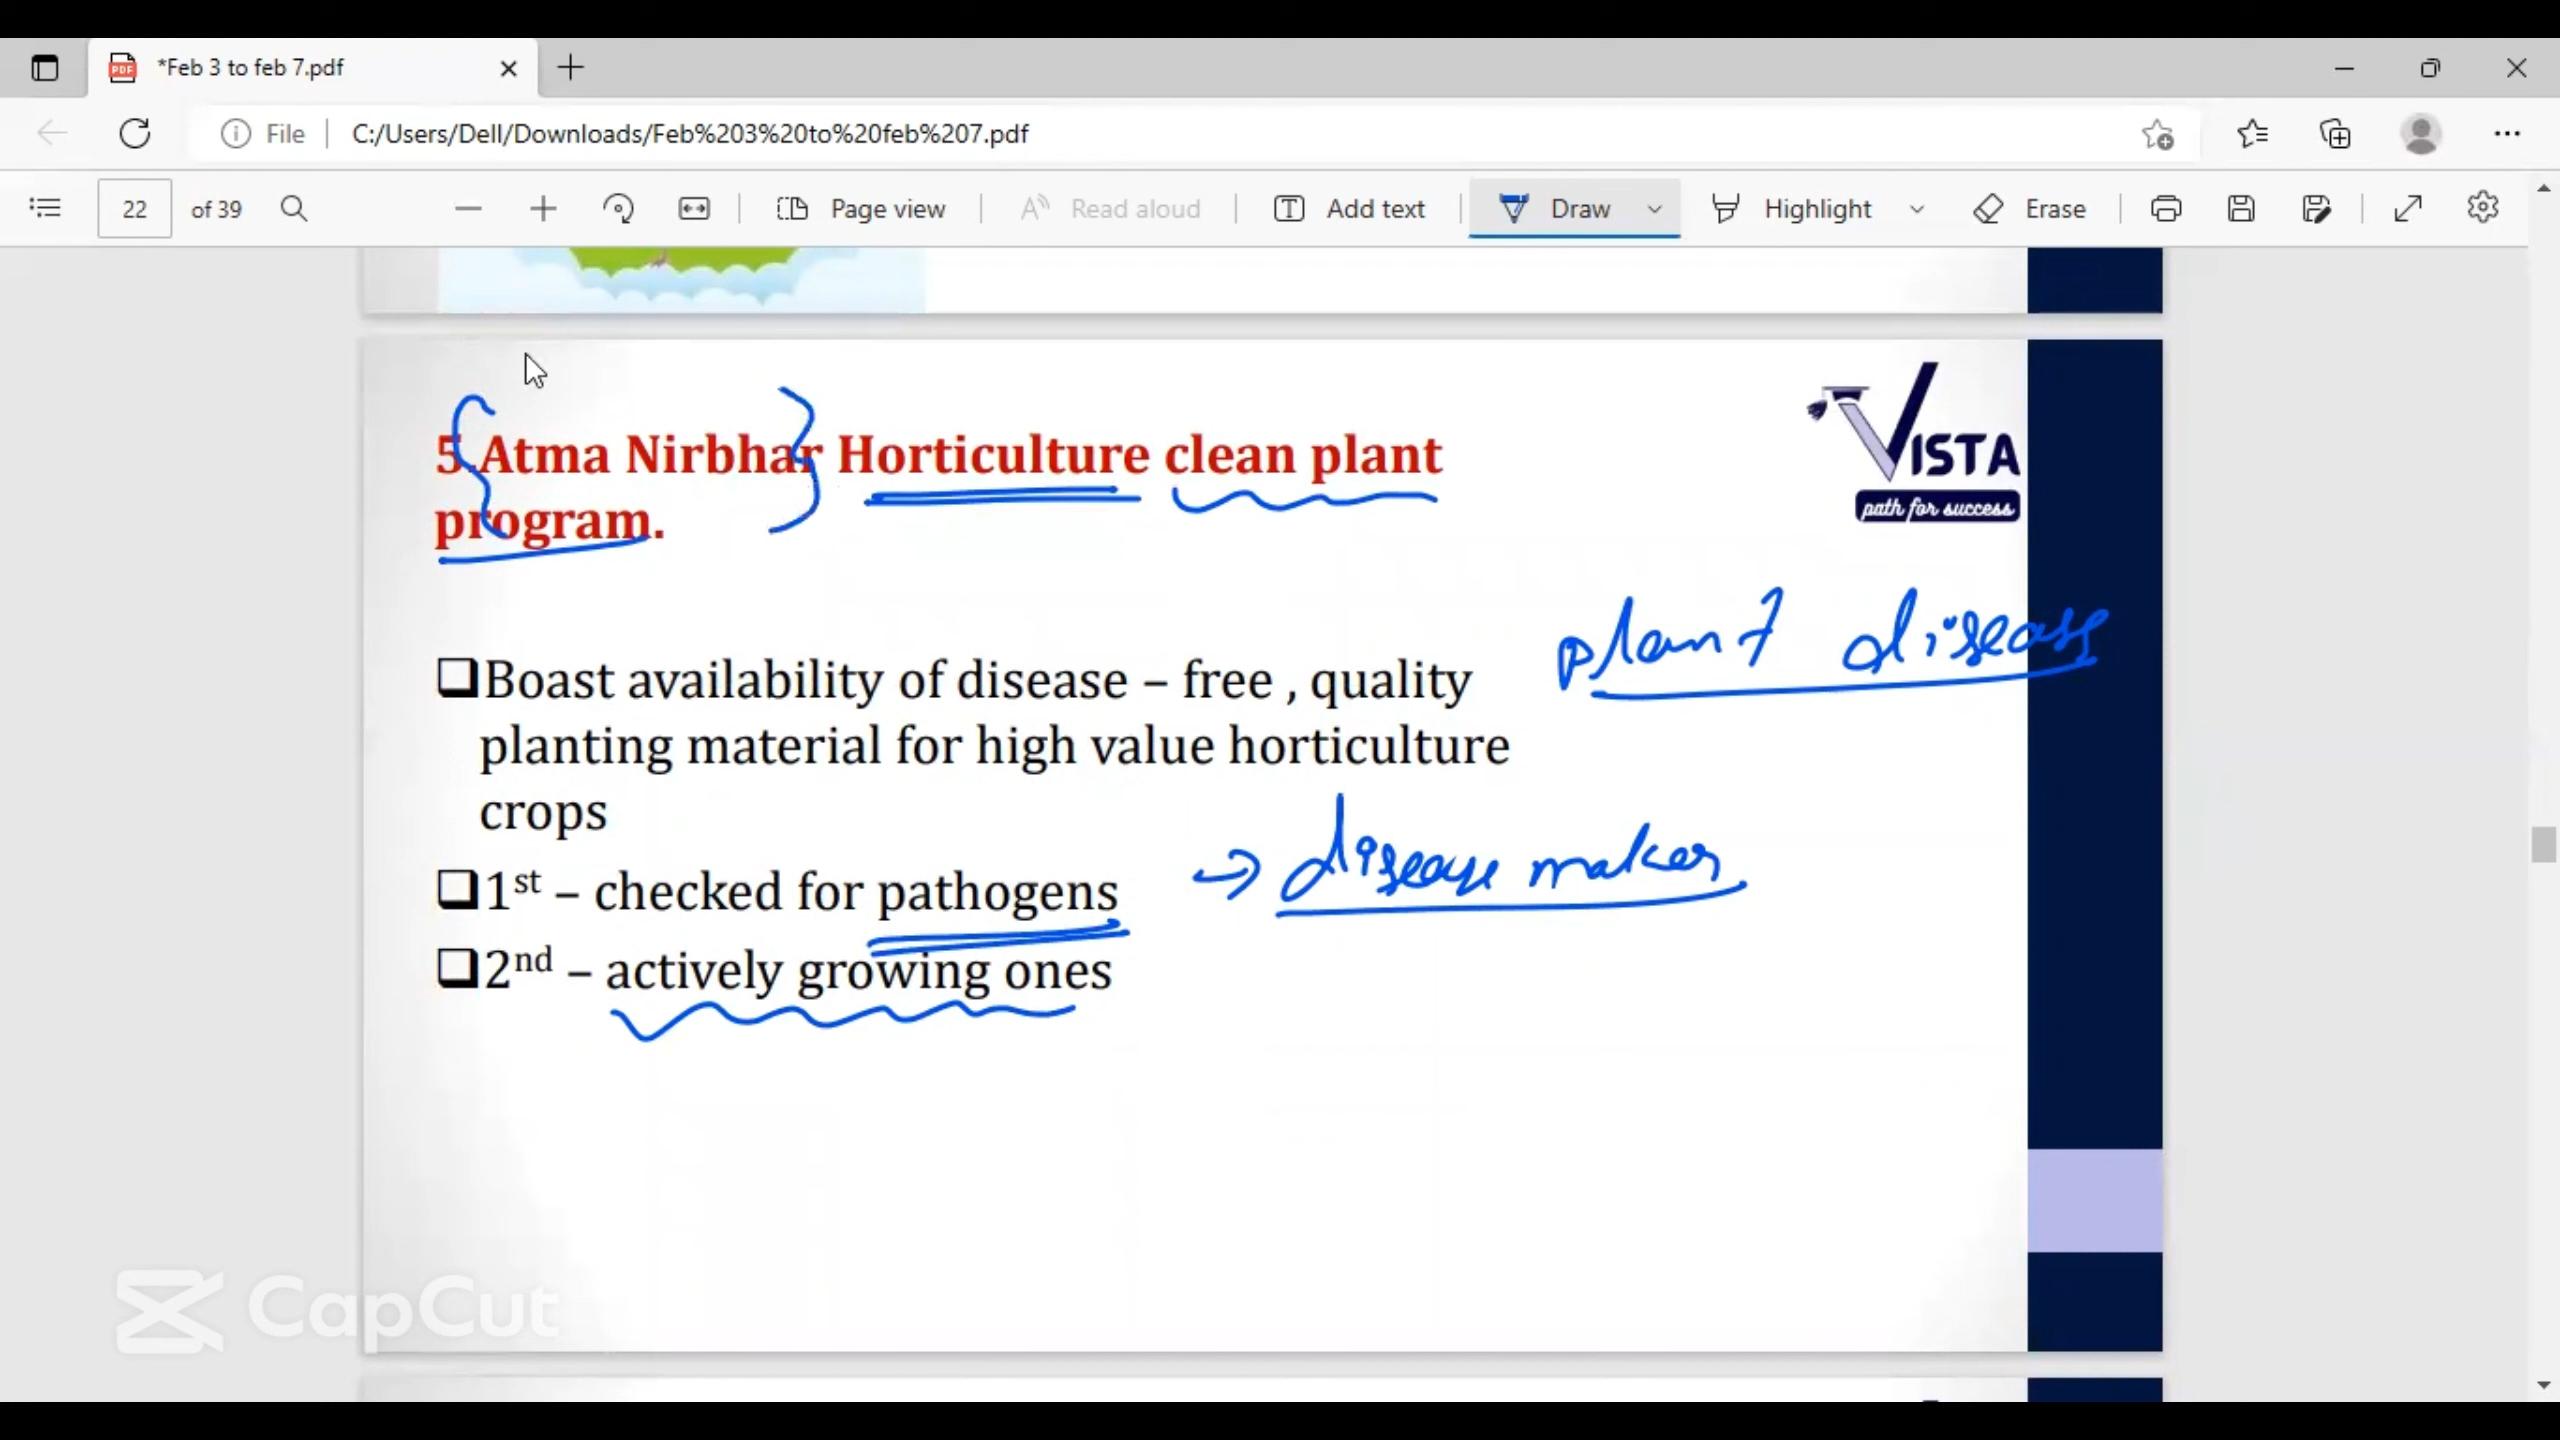 *Feb 3 to feb 7.pdf
File C:/Users/Dell/Downloads/Feb%203%20to%20feb%207.pdf
22 of 39 Page view Read aloud Add text Draw Highlight Erase
5.Atma Nirbhar Horticulture clean plant
program.
VISTA
path for success
plant disease
Boast availability of disease – free , quality
planting material for high value horticulture
crops
1st – checked for pathogens → disease maker
2nd – actively growing ones
CapCut